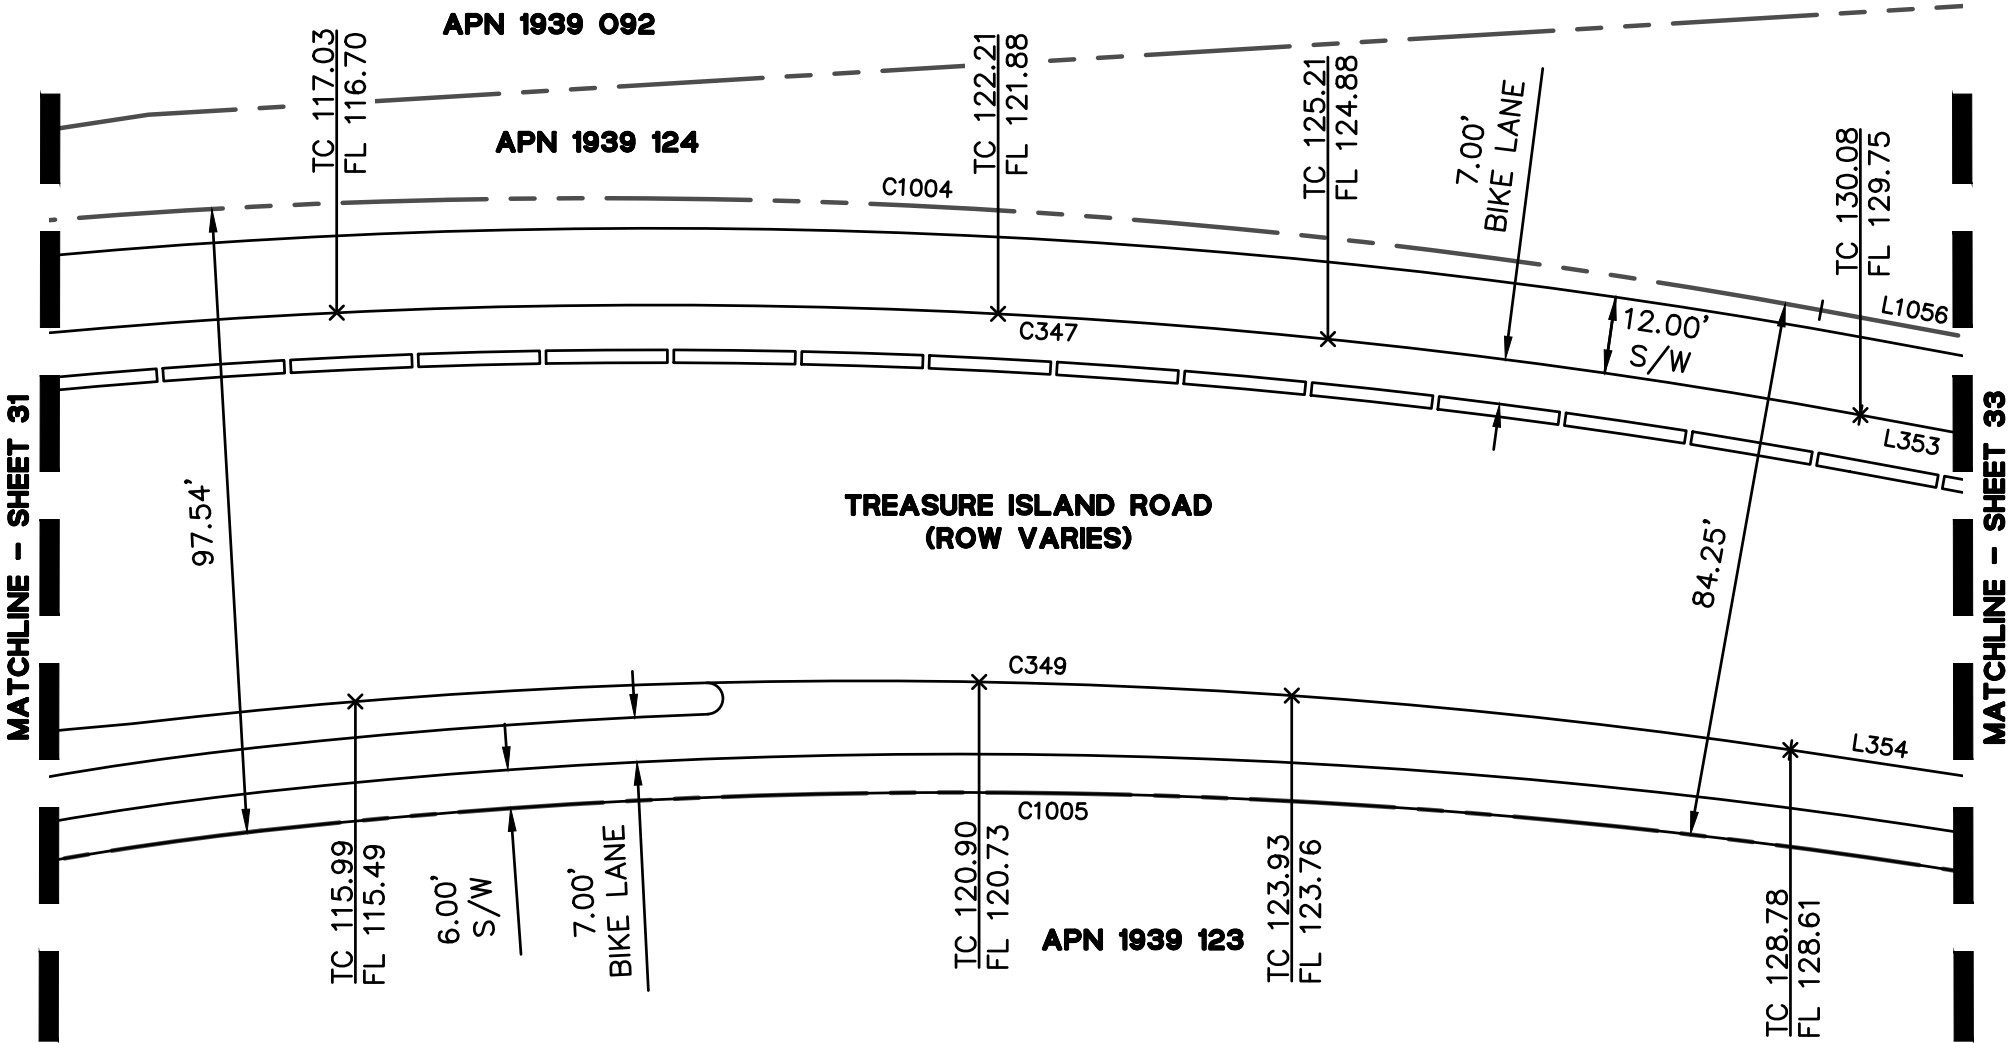 APN 1939 092
TC 117.03
FL 116.70
TC 122.21
FL 121.88
TC 125.21
FL 124.88
7.00'
BIKE LANE
TC 130.08
FL 129.75
APN 1939 124
C1004
L1056
12.00'
S/W
C347
L353
MATCHLINE - SHEET 31
MATCHLINE - SHEET 33
97.54'
TREASURE ISLAND ROAD
(ROW VARIES)
84.25'
C349
L354
C1005
TC 115.99
FL 115.49
6.00'
S/W
7.00'
BIKE LANE
TC 120.90
FL 120.73
APN 1939 123
TC 123.93
FL 123.76
TC 128.78
FL 128.61